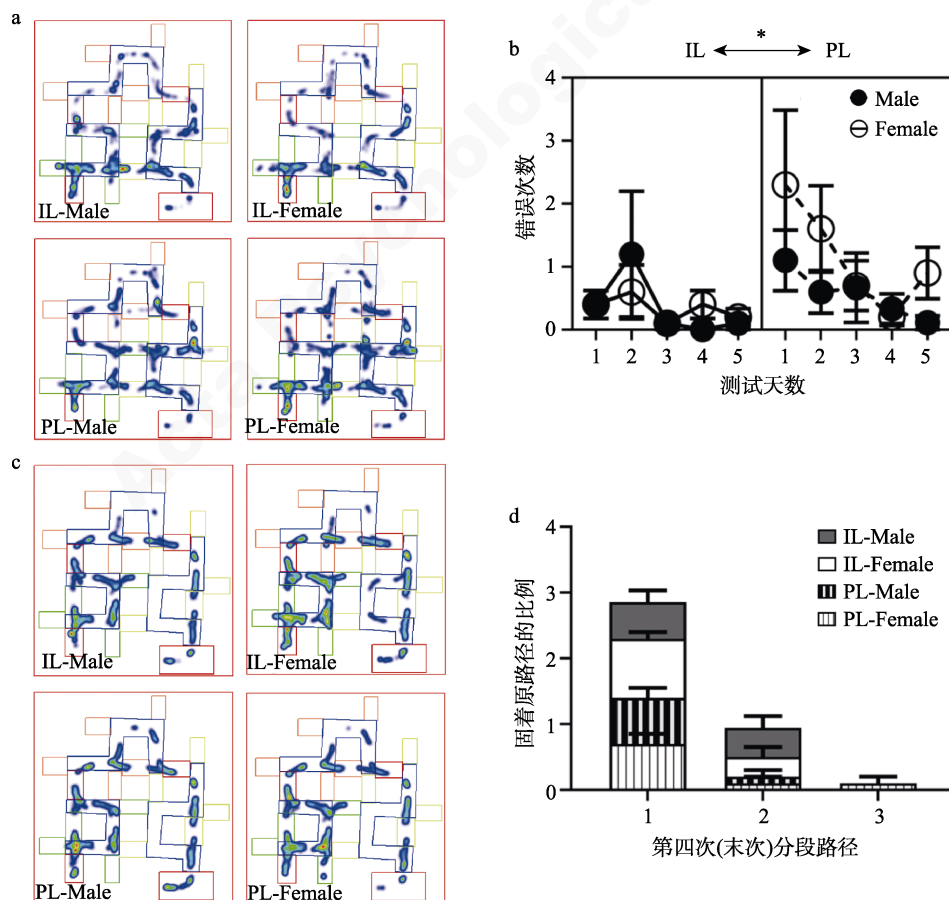 a
IL-Male
IL-Female
PL-Male
PL-Female
b
IL
*
PL
4
3
2
1
0
错误次数
Male
Female
1 2 3 4 5 1 2 3 4 5
测试天数
c
IL-Male
IL-Female
PL-Male
PL-Female
d
4
3
2
1
0
固着原路径的比例
IL-Male
IL-Female
PL-Male
PL-Female
1 2 3
第四次(末次)分段路径